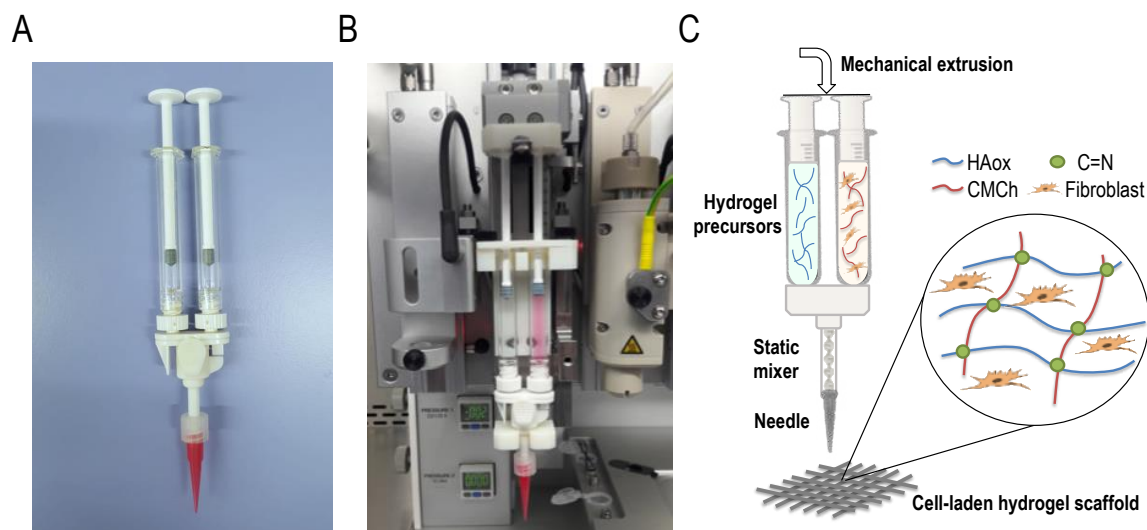 A
B
C
Mechanical extrusion
HAox
C=N
CMCh
Fibroblast
Hydrogel
precursors
Static
mixer
Needle
Cell-laden hydrogel scaffold